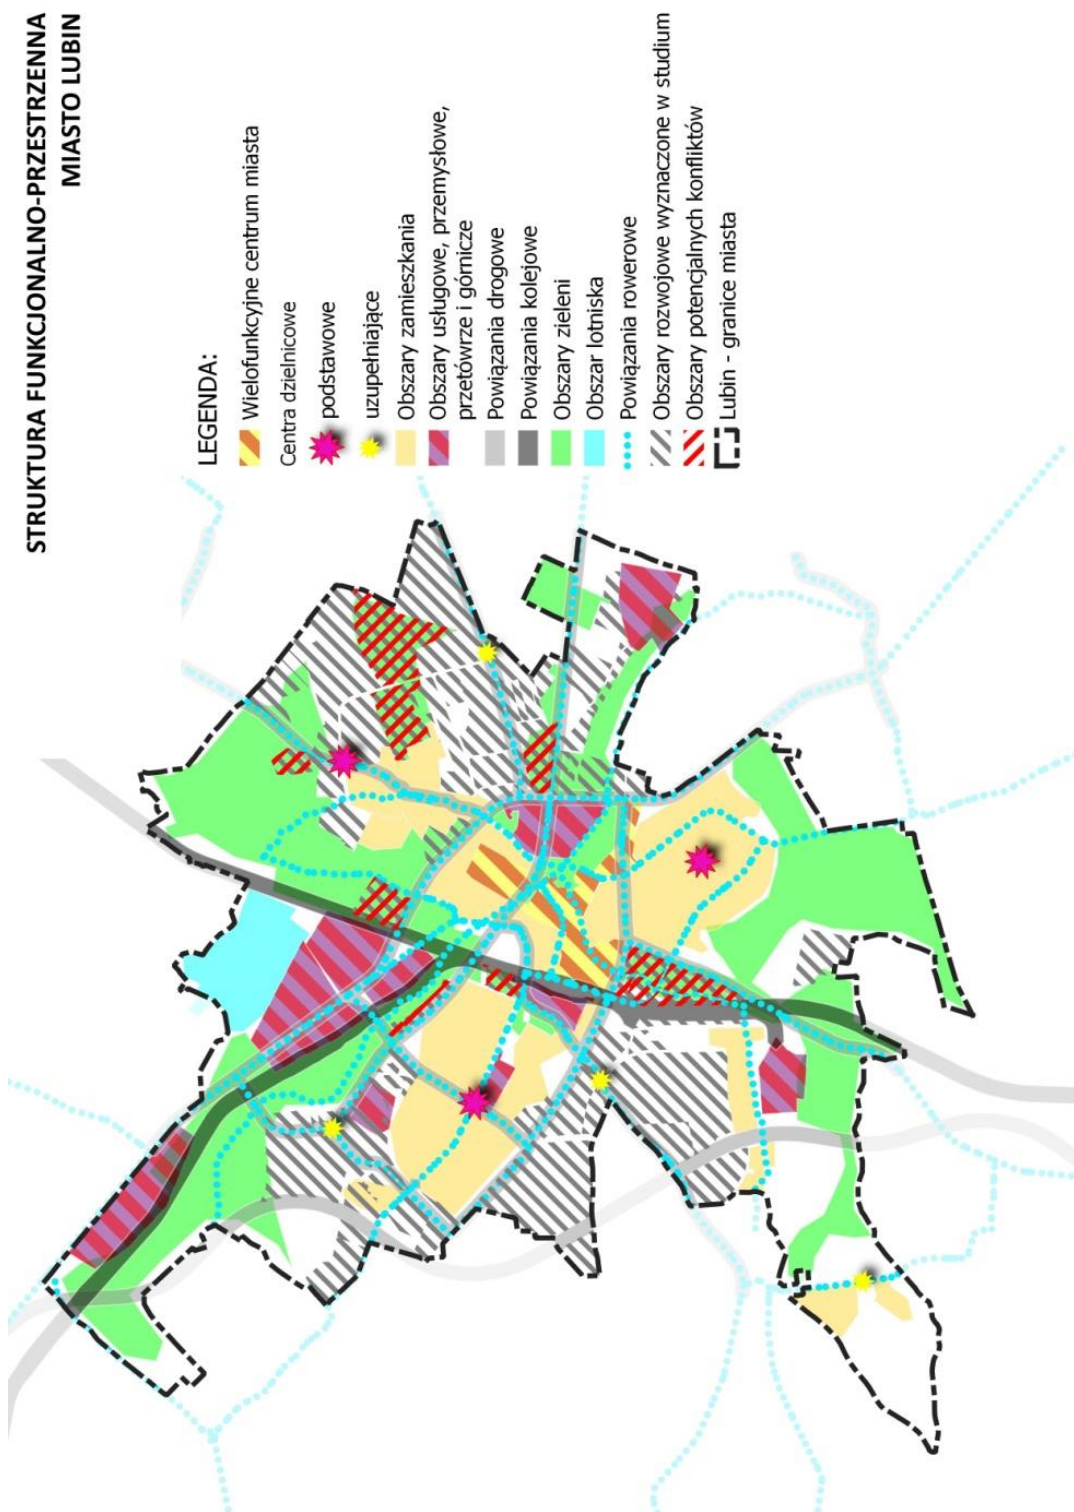 STRUKTURA FUNKCJONALNO-PRZESTRZENNA
MIASTO LUBIN
LEGENDA:
Wielofunkcyjne centrum miasta
Centra dzielnicowe
podstawowe
uzupełniające
Obszary zamieszkania
Obszary usługowe, przemysłowe,
przetwórze i górnicze
Powiązania drogowe
Powiązania kolejowe
Obszary zieleni
Obszar lotniska
Powiązania rowerowe
Obszary rozwojowe wyznaczone w studium
Obszary potencjalnych konfliktów
Lubin - granice miasta